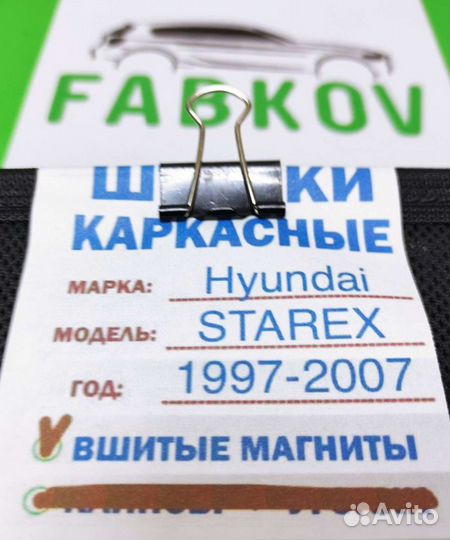 FABKOV
КАРКАСНЫЕ
МАРКА: Hyundai
МОДЕЛЬ: STAREX
ГОД: 1997-2007
ВШИТЫЕ МАГНИТЫ
Avito